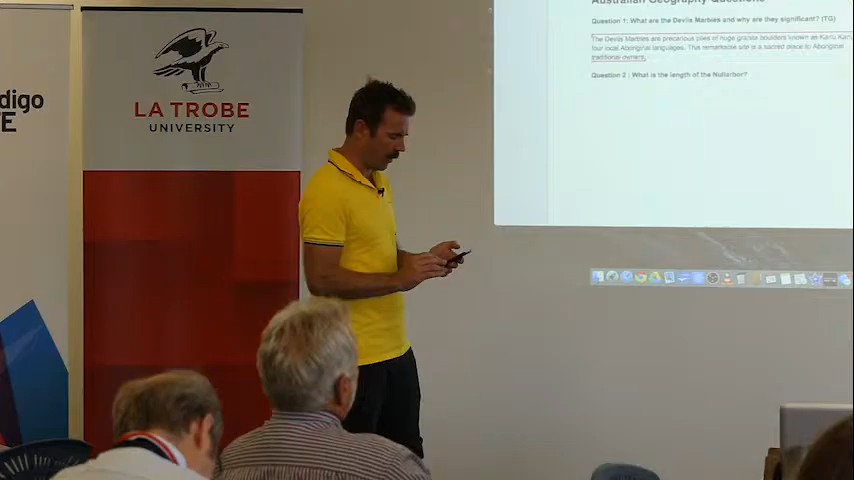 digo
E
LA TROBE
UNIVERSITY
Australian Geography Questions
Question 1: What are the Devils Marbles and why are they significant? (TG)
The Devils Marbles are precarious piles of huge granite boulders known as Karlu Karlu
four local Aboriginal languages. This remarkable site is a sacred place to Aboriginal
traditional owners.
Question 2 : What is the length of the Nullarbor?